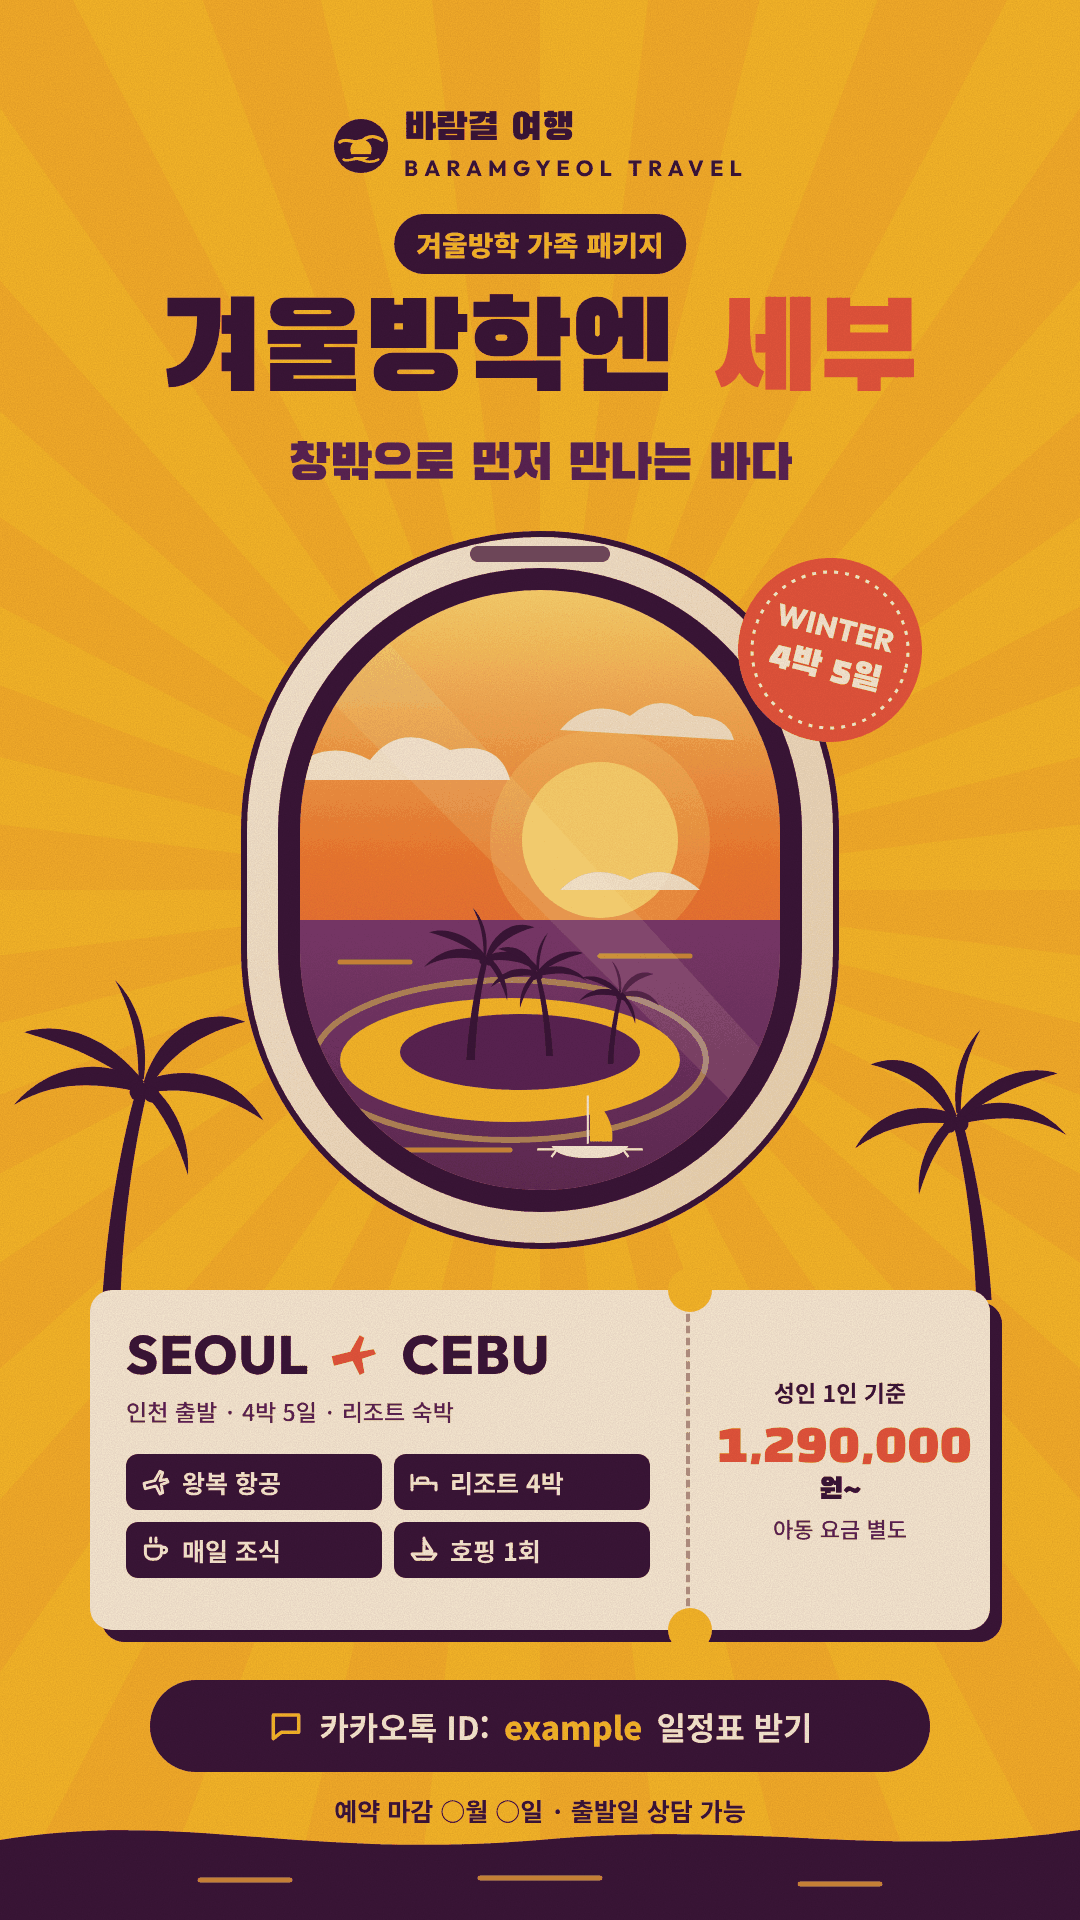 바람결 여행
BARAMGYEOL TRAVEL
겨울방학 가족 패키지
겨울방학엔 세부
창밖으로 먼저 만나는 바다
WINTER
4박 5일
SEOUL CEBU
인천 출발 · 4박 5일 · 리조트 숙박
왕복 항공
리조트 4박
매일 조식
호핑 1회
성인 1인 기준
1,290,000
원~
아동 요금 별도
카카오톡 ID: example 일정표 받기
예약 마감 ○월 ○일 · 출발일 상담 가능